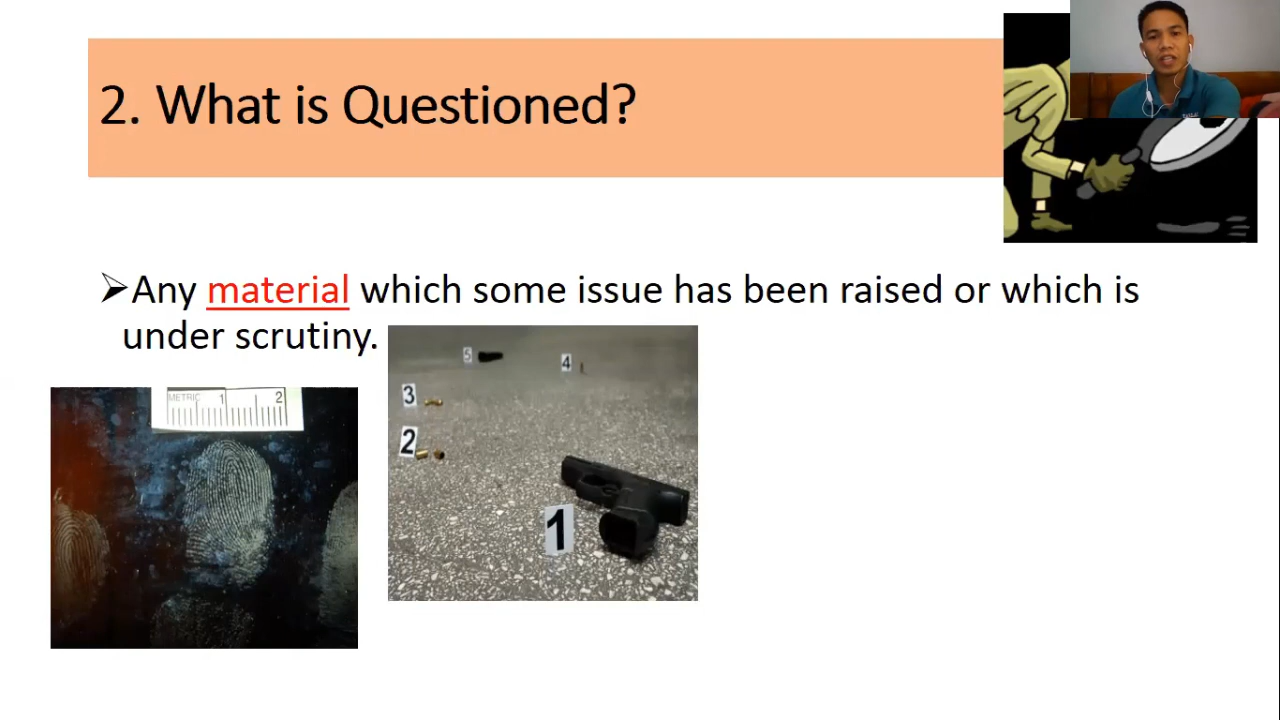 2. What is Questioned?
➢Any material which some issue has been raised or which is
under scrutiny.
METRIC 1 2
5
4
3
2
1